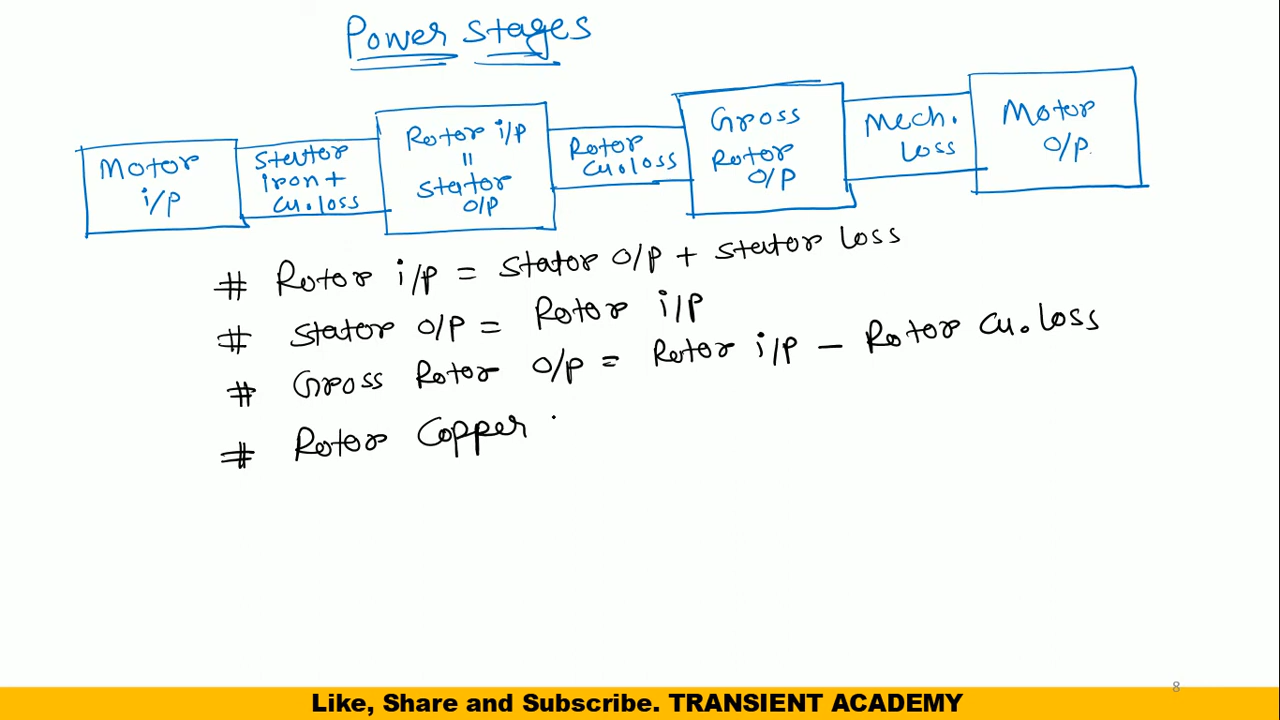 Power Stages
Motor i/p
Stator iron + cu. loss
Rotor i/p = Stator O/P
Rotor cu. loss
Gross Rotor O/P
Mech. Loss
Motor O/P.
# Rotor i/p = Stator O/P + Stator Loss
# Stator O/P = Rotor i/p
# Gross Rotor O/P = Rotor i/p − Rotor cu. loss
# Rotor Copper
8
Like, Share and Subscribe. TRANSIENT ACADEMY